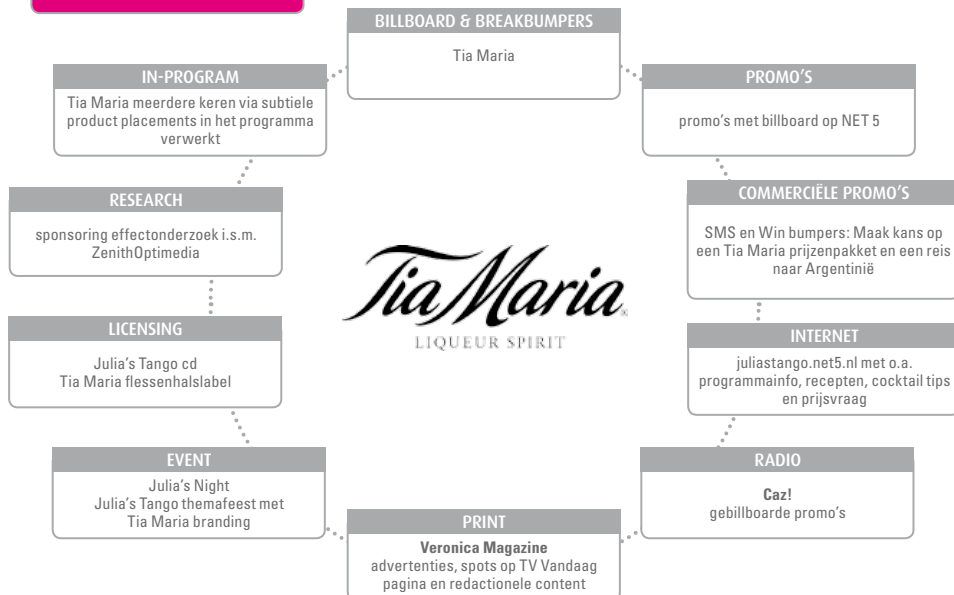 BILLBOARD & BREAKBUMPERS
Tia Maria
IN-PROGRAM
Tia Maria meerdere keren via subtiele
product placements in het programma
verwerkt
PROMO'S
promo's met billboard op NET 5
RESEARCH
sponsoring effectonderzoek i.s.m.
ZenithOptimedia
COMMERCIËLE PROMO'S
SMS en Win bumpers: Maak kans op
een Tia Maria prijzenpakket en een reis
naar Argentinië
Tia Maria®
LIQUEUR SPIRIT
LICENSING
Julia's Tango cd
Tia Maria flessenhalslabel
INTERNET
juliastango.net5.nl met o.a.
programmainfo, recepten, cocktail tips
en prijsvraag
EVENT
Julia's Night
Julia's Tango themafeest met
Tia Maria branding
RADIO
Caz!
gebillboarde promo's
PRINT
Veronica Magazine
advertenties, spots op TV Vandaag
pagina en redactionele content